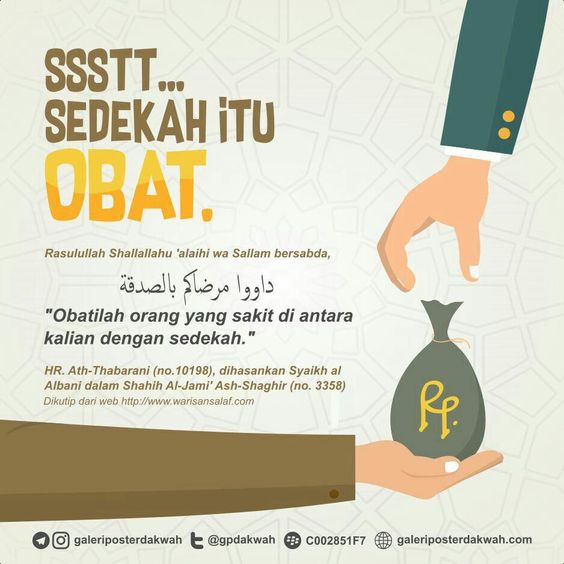 SSSTT...
SEDEKAH iTU
OBAT.
Rasulullah Shallallahu 'alaihi wa Sallam bersabda,
داووا مرضاكم بالصدقة
"Obatilah orang yang sakit di antara
kalian dengan sedekah."
HR. Ath-Thabarani (no.10198), dihasankan Syaikh al
Albani dalam Shahih Al-Jami' Ash-Shaghir (no. 3358)
Dikutip dari web http://www.warisansalaf.com
Rp.
galeriposterdakwah @gpdakwah C002851F7 galeriposterdakwah.com